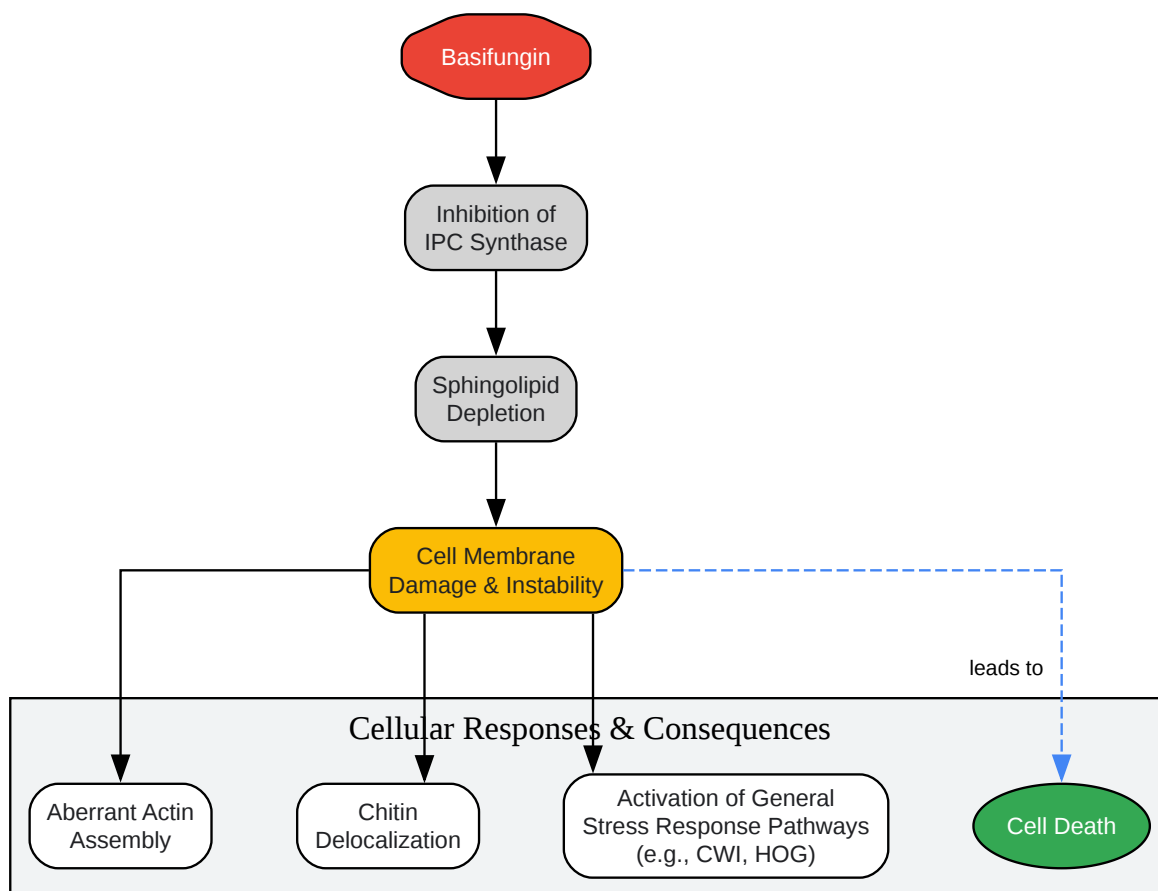 Basifungin
Inhibition of
IPC Synthase
Sphingolipid
Depletion
Cell Membrane
Damage & Instability
leads to
Cellular Responses & Consequences
Aberrant Actin
Assembly
Chitin
Delocalization
Activation of General
Stress Response Pathways
(e.g., CWI, HOG)
Cell Death